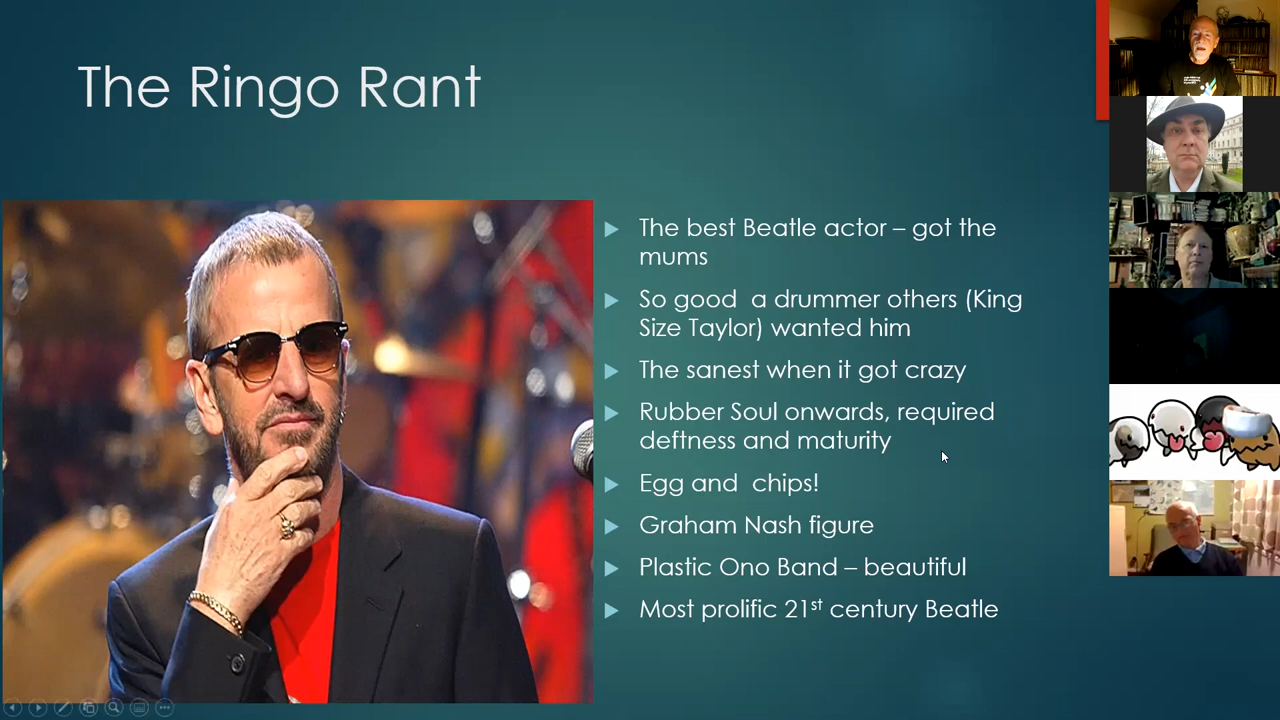 The Ringo Rant
The best Beatle actor – got the
mums
So good  a drummer others (King
Size Taylor) wanted him
The sanest when it got crazy
Rubber Soul onwards, required
deftness and maturity
Egg and  chips!
Graham Nash figure
Plastic Ono Band – beautiful
Most prolific 21st century Beatle